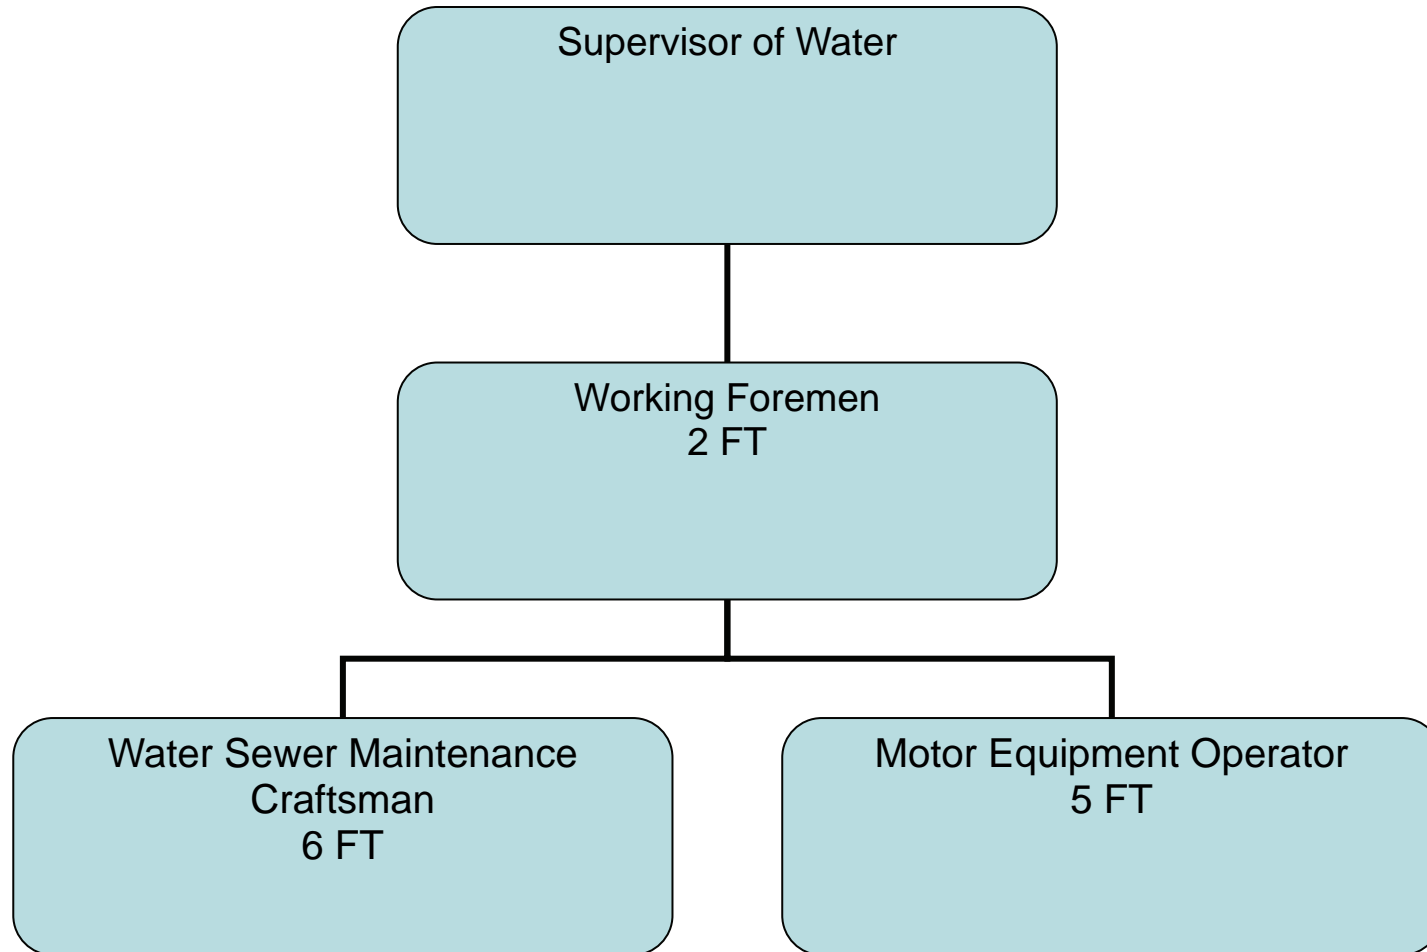 Supervisor of Water
Working Foremen
2 FT
Water Sewer Maintenance
Craftsman
6 FT
Motor Equipment Operator
5 FT